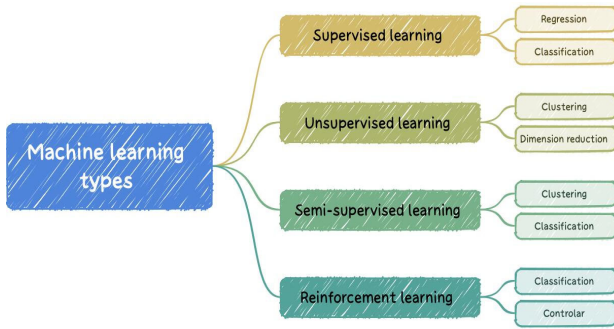 Machine learning
types
Supervised learning
Regression
Classification
Unsupervised learning
Clustering
Dimension reduction
Semi-supervised learning
Clustering
Classification
Reinforcement learning
Classification
Controlar